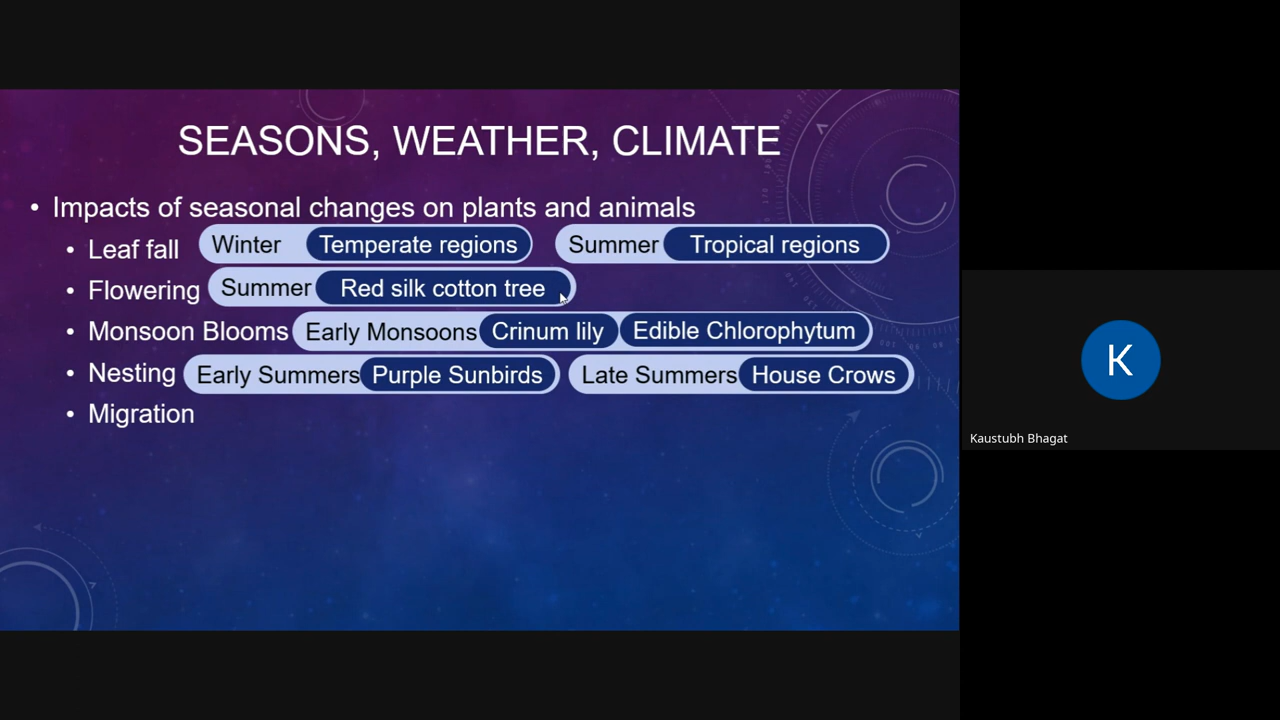 SEASONS, WEATHER, CLIMATE
• Impacts of seasonal changes on plants and animals
• Leaf fall Winter Temperate regions Summer Tropical regions
• Flowering Summer Red silk cotton tree
• Monsoon Blooms Early Monsoons Crinum lily Edible Chlorophytum
• Nesting Early Summers Purple Sunbirds Late Summers House Crows
• Migration
K
Kaustubh Bhagat